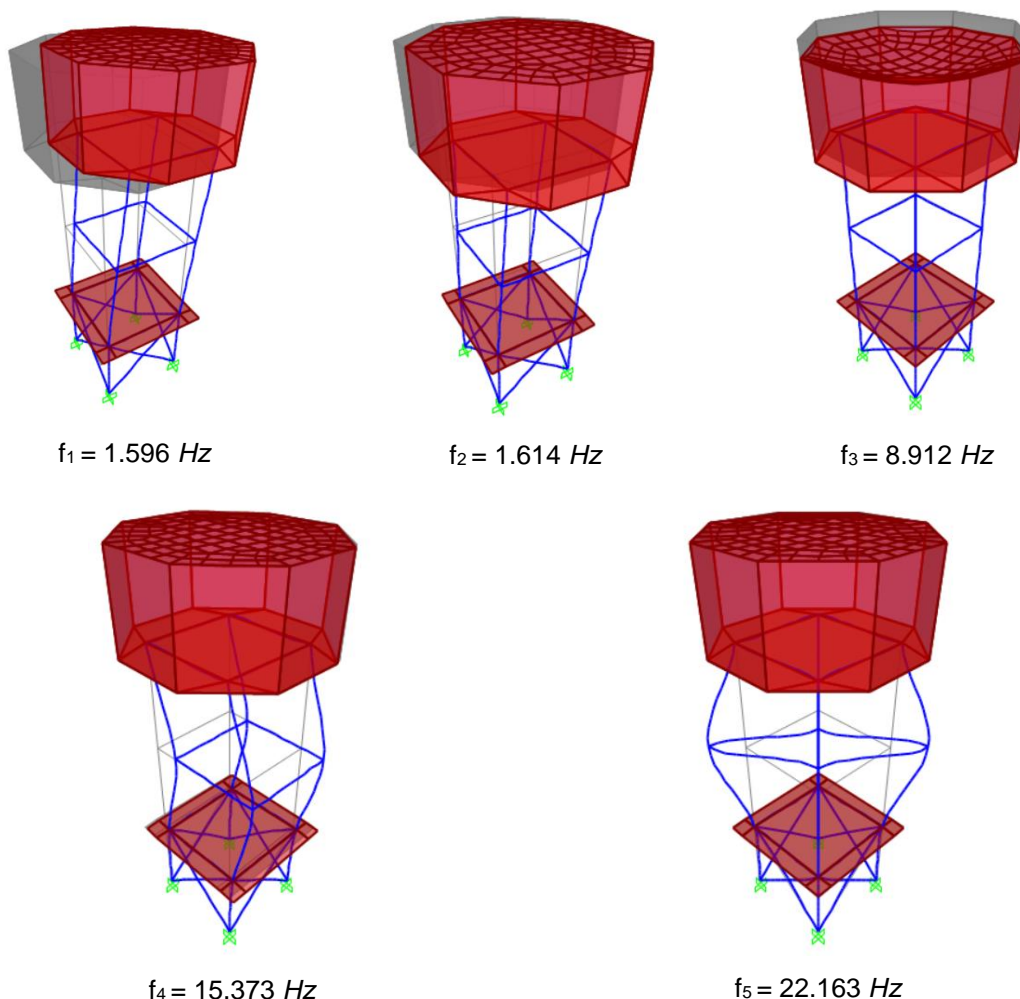 f₁ = 1.596 Hz
f₂ = 1.614 Hz
f₃ = 8.912 Hz
f₄ = 15.373 Hz
f₅ = 22.163 Hz